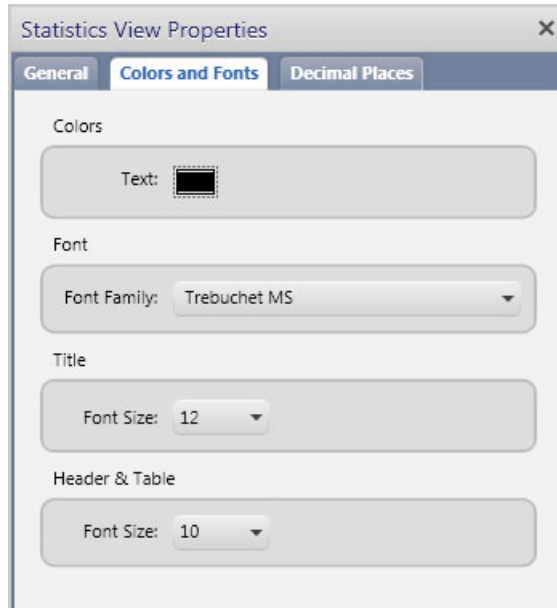 Statistics View Properties
General Colors and Fonts Decimal Places
Colors
Text:
Font
Font Family: Trebuchet MS
Title
Font Size: 12
Header & Table
Font Size: 10